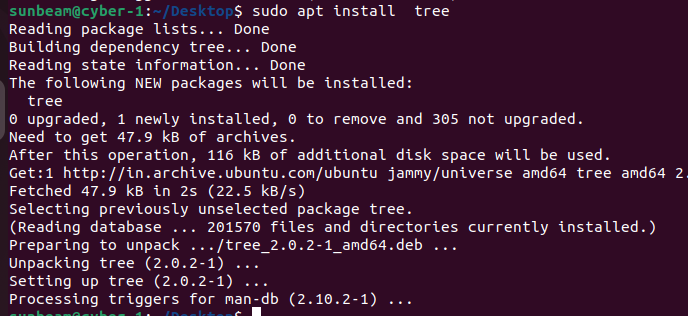 sunbeam@cyber-1:~/Desktop$ sudo apt install  tree
Reading package lists... Done
Building dependency tree... Done
Reading state information... Done
The following NEW packages will be installed:
  tree
0 upgraded, 1 newly installed, 0 to remove and 305 not upgraded.
Need to get 47.9 kB of archives.
After this operation, 116 kB of additional disk space will be used.
Get:1 http://in.archive.ubuntu.com/ubuntu jammy/universe amd64 tree amd64 2.
Fetched 47.9 kB in 2s (22.5 kB/s)
Selecting previously unselected package tree.
(Reading database ... 201570 files and directories currently installed.)
Preparing to unpack .../tree_2.0.2-1_amd64.deb ...
Unpacking tree (2.0.2-1) ...
Setting up tree (2.0.2-1) ...
Processing triggers for man-db (2.10.2-1) ...
sunbeam@cyber-1:~/Desktop$